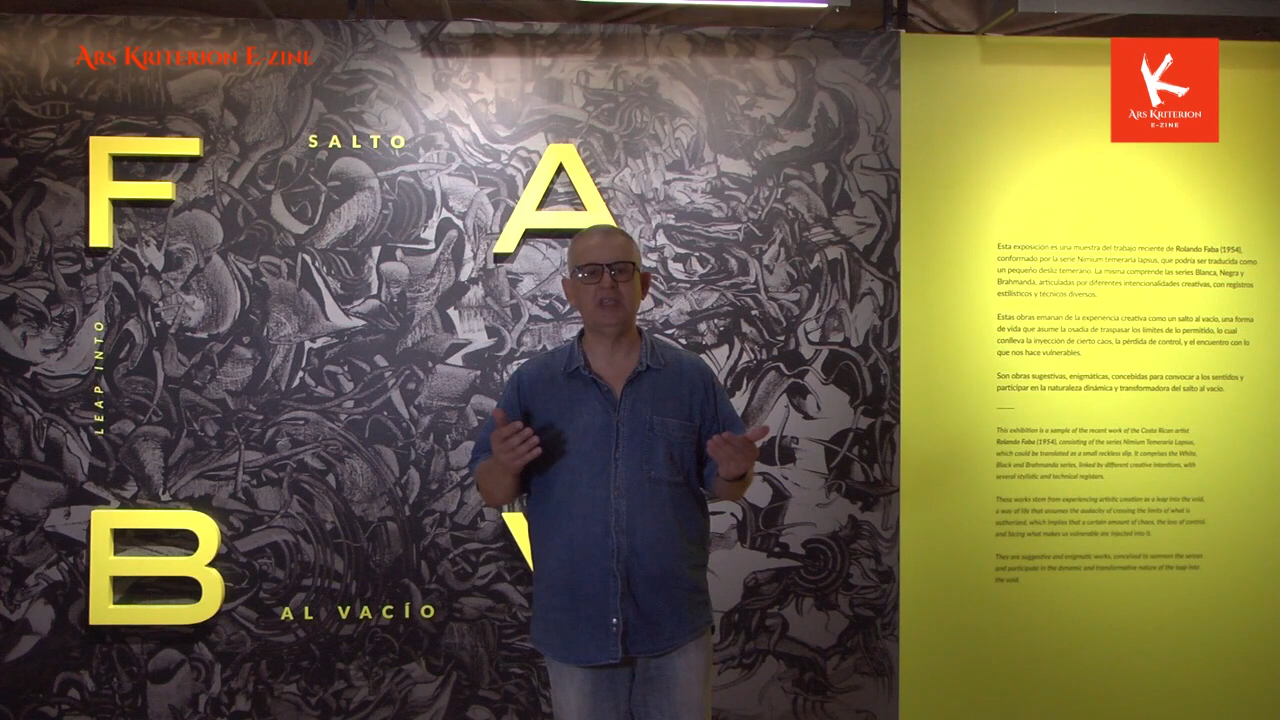 ARS KRITERION E-ZINE
K
ARS KRITERION
E-ZINE
F
SALTO
A
LEAP INTO
B
AL VACÍO
Esta exposición es una muestra del trabajo reciente de Rolando Faba (1954),
conformado por la serie Nimium temeraria lapsus, que podría ser traducida como
un pequeño desliz temerario. La misma comprende las series Blanca, Negra y
Brahmanda, articuladas por diferentes intencionalidades creativas, con registros
estilísticos y técnicos diversos.
Estas obras emanan de la experiencia creativa como un salto al vacío, una forma
de vida que asume la osadía de traspasar los límites de lo permitido, lo cual
conlleva la inyección de cierto caos, la pérdida de control, y el encuentro con lo
que nos hace vulnerables.
Son obras sugestivas, enigmáticas, concebidas para convocar a los sentidos y
participar en la naturaleza dinámica y transformadora del salto al vacío.
This exhibition is a sample of the recent work of the Costa Rican artist
Rolando Faba (1954), consisting of the series Nimium Temeraria Lapsus,
which could be translated as a small reckless slip. It comprises the White,
Black and Brahmanda series, linked by different creative intentions, with
several stylistic and technical registers.
These works stem from experiencing artistic creation as a leap into the void,
a way of life that assumes the audacity of crossing the limits of what is
authorized, which implies that a certain amount of chaos, the loss of control,
and facing what makes us vulnerable are injected into it.
They are suggestive and enigmatic works, conceived to summon the senses
and participate in the dynamic and transformative nature of the leap into
the void.